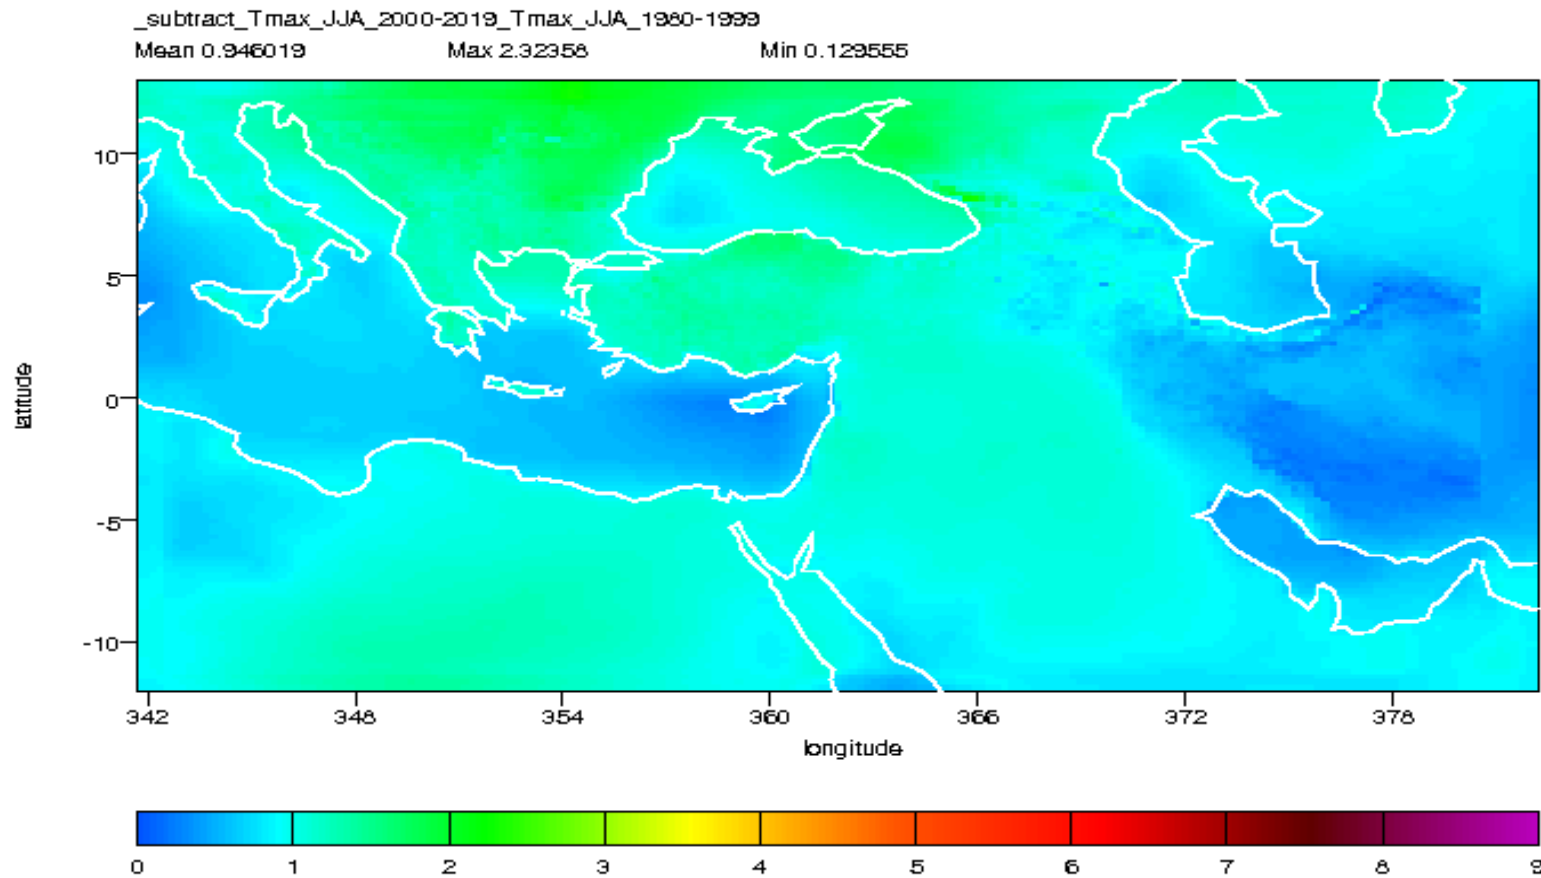 _subtract_Tmax_JJA_2000-2019_Tmax_JJA_1980-1999
Mean 0.946019 Max 2.32358 Min 0.129555
10
5
0
-5
-10
latitude
342 348 354 360 366 372 378
longitude
0 1 2 3 4 5 6 7 8 9